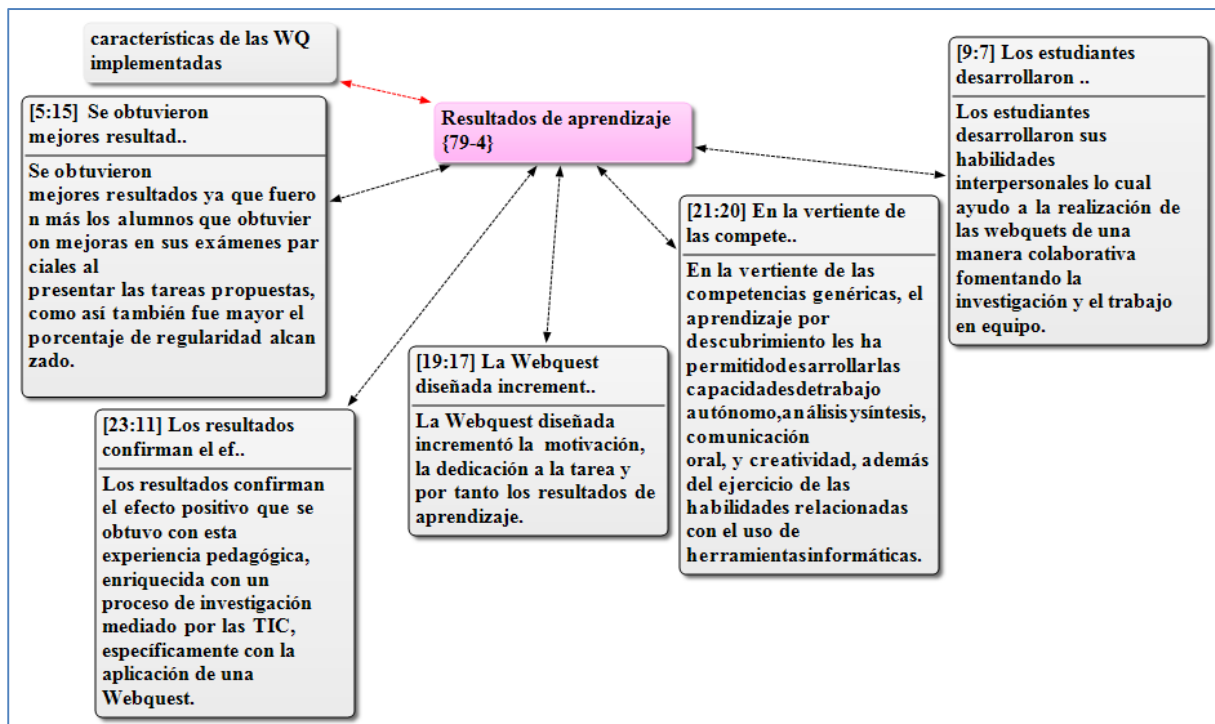 características de las WQ
implementadas
Resultados de aprendizaje
{79-4}
[5:15] Se obtuvieron
mejores resultad..
Se obtuvieron
mejores resultados ya que fuero
n más los alumnos que obtuvier
on mejoras en sus exámenes par
ciales al
presentar las tareas propuestas,
como así también fue mayor el
porcentaje de regularidad alcan
zado.
[23:11] Los resultados
confirman el ef..
Los resultados confirman
el efecto positivo que se
obtuvo con esta
experiencia pedagógica,
enriquecida con un
proceso de investigación
mediado por las TIC,
específicamente con la
aplicación de una
Webquest.
[19:17] La Webquest
diseñada increment..
La Webquest diseñada
incrementó la motivación,
la dedicación a la tarea y
por tanto los resultados de
aprendizaje.
[21:20] En la vertiente de
las compete..
En la vertiente de las
competencias genéricas, el
aprendizaje por
descubrimiento les ha
permitidodesarrollarlas
capacidadesdetrabajo
autónomo,análisisysíntesis,
comunicación
oral, y creatividad, además
del ejercicio de las
habilidades relacionadas
con el uso de
herramientasinformáticas.
[9:7] Los estudiantes
desarrollaron ..
Los estudiantes
desarrollaron sus
habilidades
interpersonales lo cual
ayudo a la realización de
las webquets de una
manera colaborativa
fomentando la
investigación y el trabajo
en equipo.